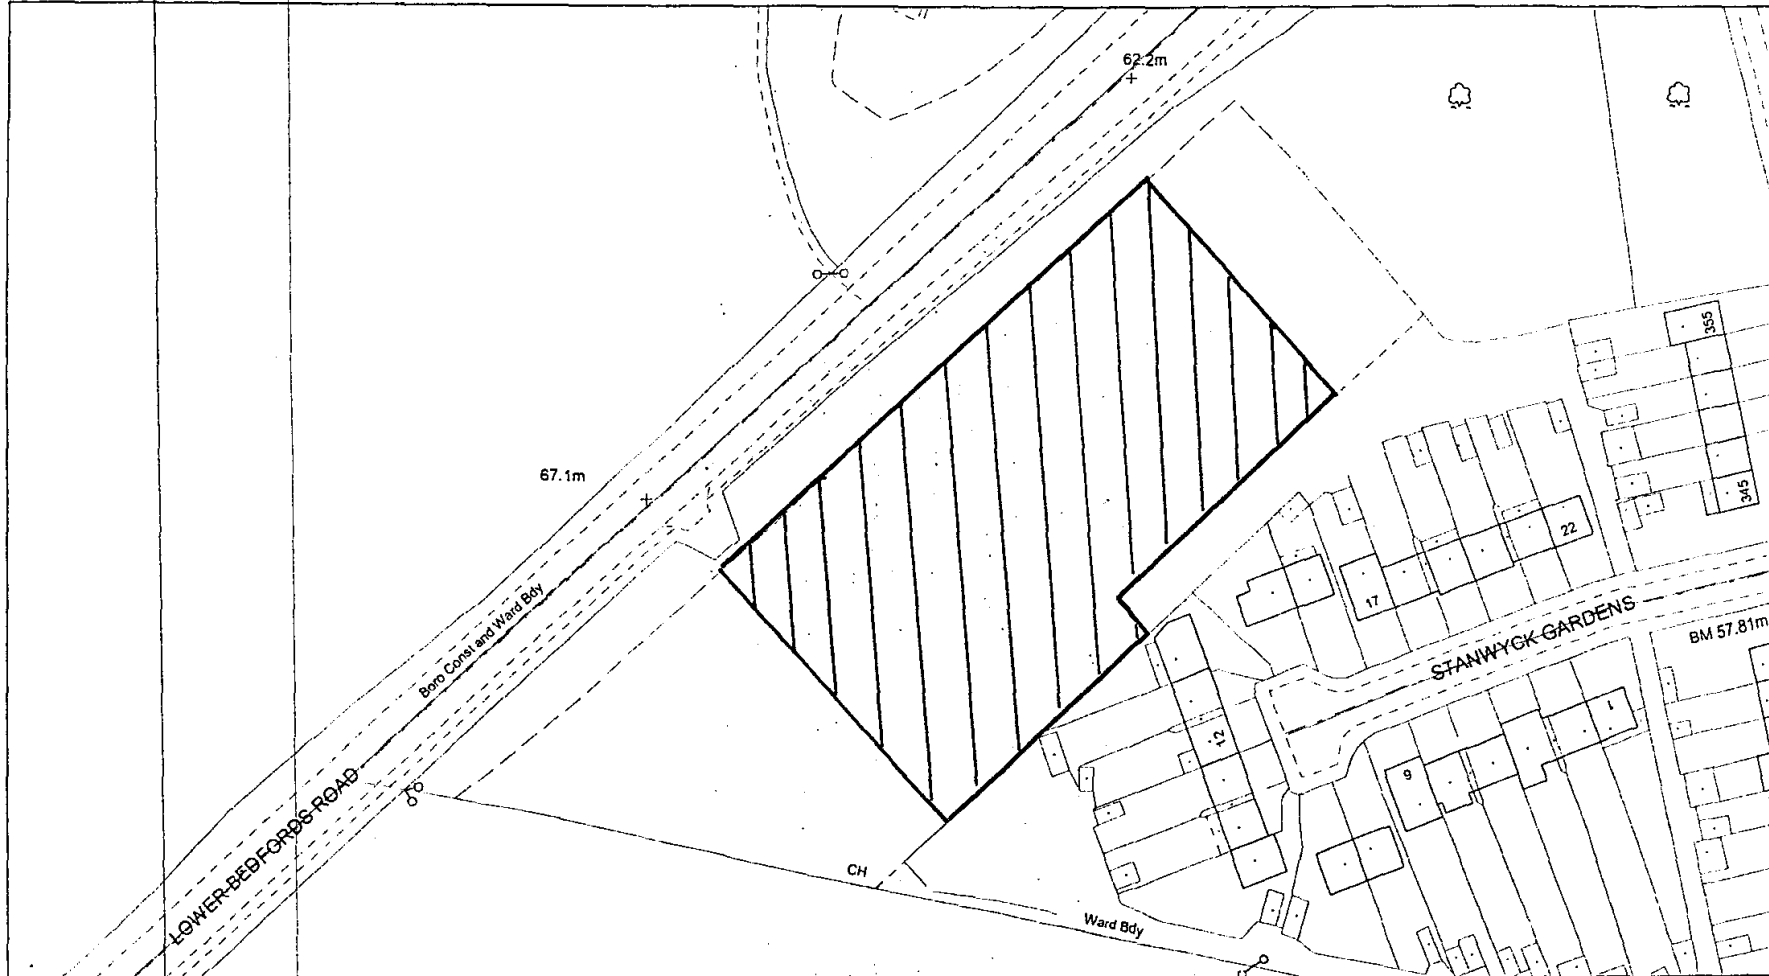 62.2m
355
67.1m
345
22
17
Boro Const and Ward Bdy
STANWYCK GARDENS
BM 57.81m
1
12
9
LOWER BEDFORDS ROAD
CH
Ward Bdy